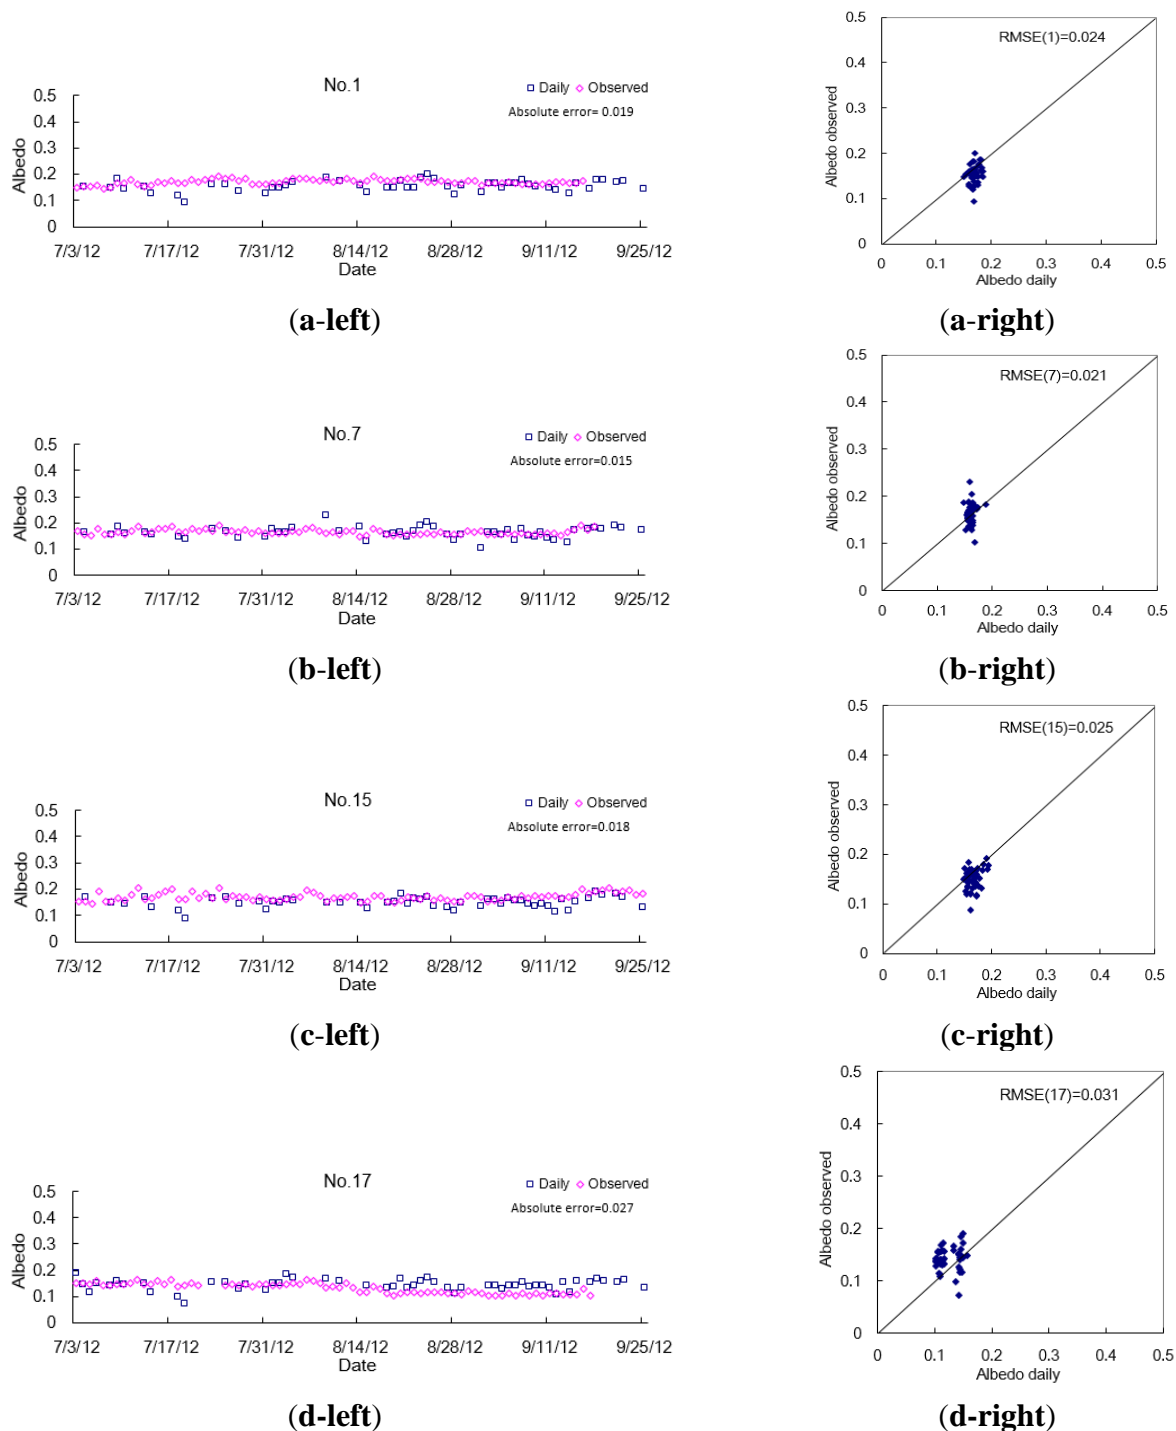 No.1
Daily Observed
Absolute error= 0.019
Albedo
0.5
0.4
0.3
0.2
0.1
0
7/3/12 7/17/12 7/31/12 8/14/12 8/28/12 9/11/12 9/25/12
Date
(a-left)
RMSE(1)=0.024
Albedo observed
0.5
0.4
0.3
0.2
0.1
0
0 0.1 0.2 0.3 0.4 0.5
Albedo daily
(a-right)
No.7
Daily Observed
Absolute error=0.015
Albedo
0.5
0.4
0.3
0.2
0.1
0
7/3/12 7/17/12 7/31/12 8/14/12 8/28/12 9/11/12 9/25/12
Date
(b-left)
RMSE(7)=0.021
Albedo observed
0.5
0.4
0.3
0.2
0.1
0
0 0.1 0.2 0.3 0.4 0.5
Albedo daily
(b-right)
No.15
Daily Observed
Absolute error=0.018
Albedo
0.5
0.4
0.3
0.2
0.1
0
7/3/12 7/17/12 7/31/12 8/14/12 8/28/12 9/11/12 9/25/12
Date
(c-left)
RMSE(15)=0.025
Albedo observed
0.5
0.4
0.3
0.2
0.1
0
0 0.1 0.2 0.3 0.4 0.5
Albedo daily
(c-right)
No.17
Daily Observed
Absolute error=0.027
Albedo
0.5
0.4
0.3
0.2
0.1
0
7/3/12 7/17/12 7/31/12 8/14/12 8/28/12 9/11/12 9/25/12
Date
(d-left)
RMSE(17)=0.031
Albedo observed
0.5
0.4
0.3
0.2
0.1
0
0 0.1 0.2 0.3 0.4 0.5
Albedo daily
(d-right)